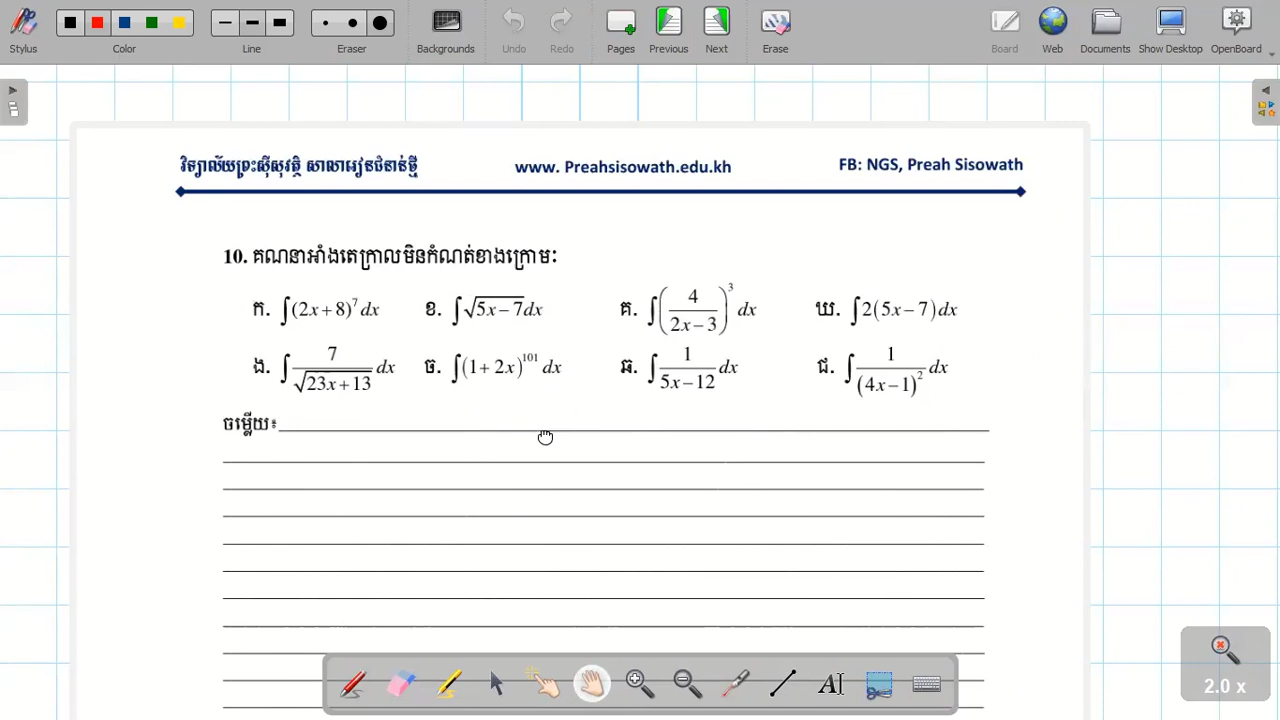 Stylus Color Line Eraser Backgrounds Undo Redo Pages Previous Next Erase Board Web Documents Show Desktop OpenBoard
វិទ្យាល័យព្រះស៊ីសុវត្ថិ សាលារៀនជំនាន់ថ្មី www. Preahsisowath.edu.kh FB: NGS, Preah Sisowath
10. គណនាអាំងតេក្រាលមិនកំណត់ខាងក្រោម៖
ក. ∫(2x+8)⁷dx ខ. ∫√(5x−7)dx គ. ∫(4/(2x−3))³dx ឃ. ∫2(5x−7)dx
ង. ∫7/√(23x+13)dx ច. ∫(1+2x)¹⁰¹dx ឆ. ∫1/(5x−12)dx ជ. ∫1/(4x−1)²dx
ចម្លើយ៖
2.0 x